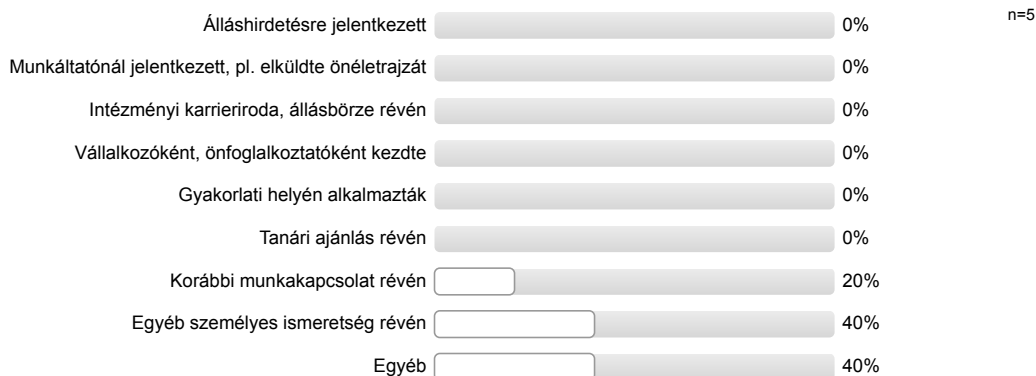 Álláshirdetésre jelentkezett 0% n=5
Munkáltatónál jelentkezett, pl. elküldte önéletrajzát 0%
Intézményi karrieriroda, állásbörze révén 0%
Vállalkozóként, önfoglalkoztatóként kezdte 0%
Gyakorlati helyén alkalmazták 0%
Tanári ajánlás révén 0%
Korábbi munkakapcsolat révén 20%
Egyéb személyes ismeretség révén 40%
Egyéb 40%